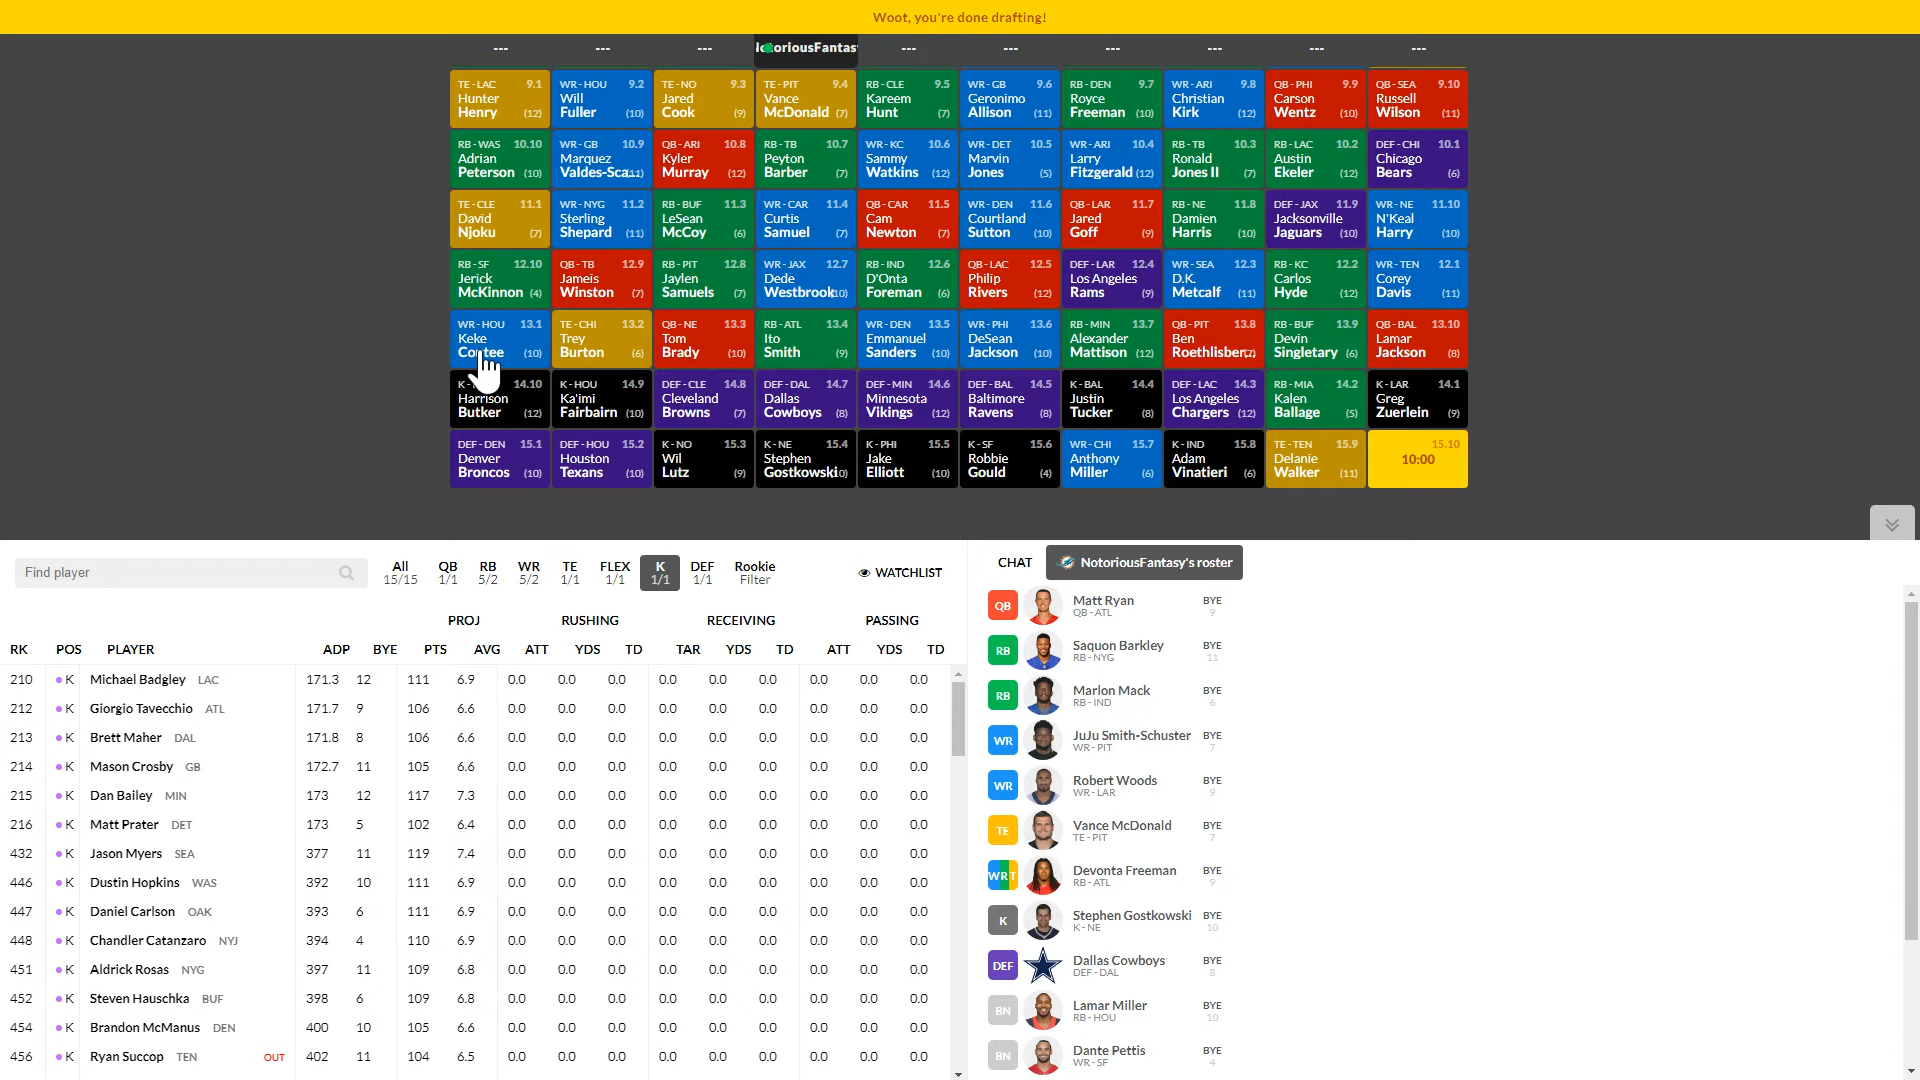 Woot, you're done drafting!
--- --- --- NotoriousFantasy --- --- --- --- --- ---
TE - LAC 9.1 WR - HOU 9.2 TE - NO 9.3 TE - PIT 9.4 RB - CLE 9.5 WR - GB 9.6 RB - DEN 9.7 WR - ARI 9.8 QB - PHI 9.9 QB - SEA 9.10
Hunter Will Jared Vance Kareem Geronimo Royce Christian Carson Russell
Henry (12) Fuller (10) Cook (9) McDonald (7) Hunt (7) Allison (11) Freeman (10) Kirk (12) Wentz (10) Wilson (11)
RB - WAS 10.10 WR - GB 10.9 QB - ARI 10.8 RB - TB 10.7 WR - KC 10.6 WR - DET 10.5 WR - ARI 10.4 RB - TB 10.3 RB - LAC 10.2 DEF - CHI 10.1
Adrian Marquez Kyler Peyton Sammy Marvin Larry Ronald Austin Chicago
Peterson (10) Valdes-Sca... (11) Murray (12) Barber (7) Watkins (12) Jones (5) Fitzgerald (12) Jones II (7) Ekeler (12) Bears (6)
TE - CLE 11.1 WR - NYG 11.2 RB - BUF 11.3 WR - CAR 11.4 QB - CAR 11.5 WR - DEN 11.6 QB - LAR 11.7 RB - NE 11.8 DEF - JAX 11.9 WR - NE 11.10
David Sterling LeSean Curtis Cam Courtland Jared Damien Jacksonville N'Keal
Njoku (7) Shepard (11) McCoy (6) Samuel (7) Newton (7) Sutton (10) Goff (9) Harris (10) Jaguars (10) Harry (10)
RB - SF 12.10 QB - TB 12.9 RB - PIT 12.8 WR - JAX 12.7 RB - IND 12.6 QB - LAC 12.5 DEF - LAR 12.4 WR - SEA 12.3 RB - KC 12.2 WR - TEN 12.1
Jerick Jameis Jaylen Dede D'Onta Philip Los Angeles D.K. Carlos Corey
McKinnon (4) Winston (7) Samuels (7) Westbrook (10) Foreman (6) Rivers (12) Rams (9) Metcalf (11) Hyde (12) Davis (11)
WR - HOU 13.1 TE - CHI 13.2 QB - NE 13.3 RB - ATL 13.4 WR - DEN 13.5 WR - PHI 13.6 RB - MIN 13.7 QB - PIT 13.8 RB - BUF 13.9 QB - BAL 13.10
Keke Trey Tom Ito Emmanuel DeSean Alexander Ben Devin Lamar
Coutee (10) Burton (6) Brady (10) Smith (9) Sanders (10) Jackson (10) Mattison (12) Roethlisber... Singletary (6) Jackson (8)
K - 14.10 K - HOU 14.9 DEF - CLE 14.8 DEF - DAL 14.7 DEF - MIN 14.6 DEF - BAL 14.5 K - BAL 14.4 DEF - LAC 14.3 RB - MIA 14.2 K - LAR 14.1
Harrison Ka'imi Cleveland Dallas Minnesota Baltimore Justin Los Angeles Kalen Greg
Butker (12) Fairbairn (10) Browns (7) Cowboys (8) Vikings (12) Ravens (8) Tucker (8) Chargers (12) Ballage (5) Zuerlein (9)
DEF - DEN 15.1 DEF - HOU 15.2 K - NO 15.3 K - NE 15.4 K - PHI 15.5 K - SF 15.6 WR - CHI 15.7 K - IND 15.8 TE - TEN 15.9 15.10
Denver Houston Wil Stephen Jake Robbie Anthony Adam Delanie 10:00
Broncos (10) Texans (10) Lutz (9) Gostkowski (10) Elliott (10) Gould (4) Miller (6) Vinatieri (6) Walker (11)
Find player
All QB RB WR TE FLEX K DEF Rookie
15/15 1/1 5/2 5/2 1/1 1/1 1/1 1/1 Filter
WATCHLIST
PROJ RUSHING RECEIVING PASSING
RK POS PLAYER ADP BYE PTS AVG ATT YDS TD TAR YDS TD ATT YDS TD
210 K Michael Badgley LAC 171.3 12 111 6.9 0.0 0.0 0.0 0.0 0.0 0.0 0.0 0.0 0.0
212 K Giorgio Tavecchio ATL 171.7 9 106 6.6 0.0 0.0 0.0 0.0 0.0 0.0 0.0 0.0 0.0
213 K Brett Maher DAL 171.8 8 106 6.6 0.0 0.0 0.0 0.0 0.0 0.0 0.0 0.0 0.0
214 K Mason Crosby GB 172.7 11 105 6.6 0.0 0.0 0.0 0.0 0.0 0.0 0.0 0.0 0.0
215 K Dan Bailey MIN 173 12 117 7.3 0.0 0.0 0.0 0.0 0.0 0.0 0.0 0.0 0.0
216 K Matt Prater DET 173 5 102 6.4 0.0 0.0 0.0 0.0 0.0 0.0 0.0 0.0 0.0
432 K Jason Myers SEA 377 11 119 7.4 0.0 0.0 0.0 0.0 0.0 0.0 0.0 0.0 0.0
446 K Dustin Hopkins WAS 392 10 111 6.9 0.0 0.0 0.0 0.0 0.0 0.0 0.0 0.0 0.0
447 K Daniel Carlson OAK 393 6 111 6.9 0.0 0.0 0.0 0.0 0.0 0.0 0.0 0.0 0.0
448 K Chandler Catanzaro NYJ 394 4 110 6.9 0.0 0.0 0.0 0.0 0.0 0.0 0.0 0.0 0.0
451 K Aldrick Rosas NYG 397 11 109 6.8 0.0 0.0 0.0 0.0 0.0 0.0 0.0 0.0 0.0
452 K Steven Hauschka BUF 398 6 109 6.8 0.0 0.0 0.0 0.0 0.0 0.0 0.0 0.0 0.0
454 K Brandon McManus DEN 400 10 105 6.6 0.0 0.0 0.0 0.0 0.0 0.0 0.0 0.0 0.0
456 K Ryan Succop TEN OUT 402 11 104 6.5 0.0 0.0 0.0 0.0 0.0 0.0 0.0 0.0 0.0
CHAT NotoriousFantasy's roster
QB Matt Ryan BYE
QB - ATL 9
RB Saquon Barkley BYE
RB - NYG 11
RB Marlon Mack BYE
RB - IND 6
WR JuJu Smith-Schuster BYE
WR - PIT 7
WR Robert Woods BYE
WR - LAR 9
TE Vance McDonald BYE
TE - PIT 7
WRT Devonta Freeman BYE
RB - ATL 9
K Stephen Gostkowski BYE
K - NE 10
DEF Dallas Cowboys BYE
DEF - DAL 8
BN Lamar Miller BYE
RB - HOU 10
BN Dante Pettis BYE
WR - SF 4